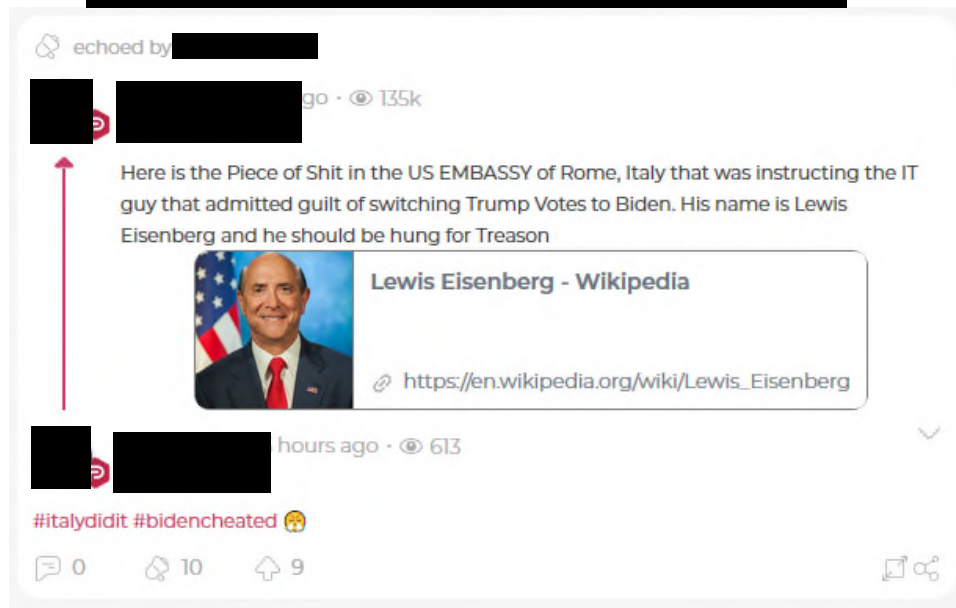 echoed by
go · 135k
Here is the Piece of Shit in the US EMBASSY of Rome, Italy that was instructing the IT
guy that admitted guilt of switching Trump Votes to Biden. His name is Lewis
Eisenberg and he should be hung for Treason
Lewis Eisenberg - Wikipedia
https://en.wikipedia.org/wiki/Lewis_Eisenberg
hours ago · 613
#italydidit #bidencheated
0 10 9